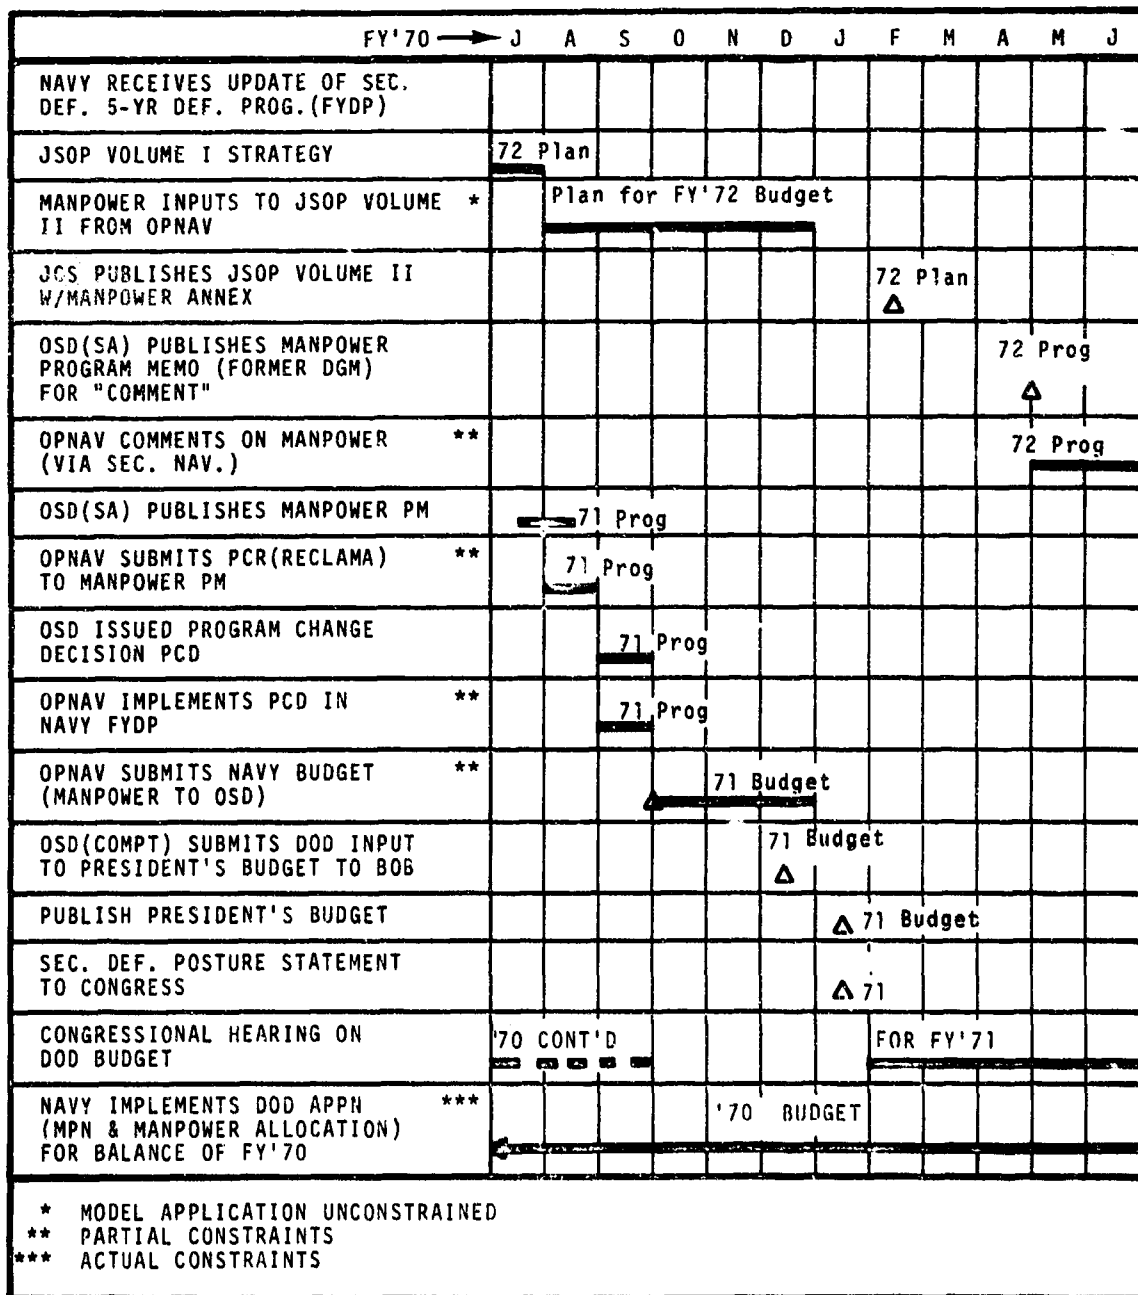 FY'70 J A S O N D J F M A M J
NAVY RECEIVES UPDATE OF SEC.
DEF. 5-YR DEF. PROG.(FYDP)
JSOP VOLUME I STRATEGY
72 Plan
MANPOWER INPUTS TO JSOP VOLUME *
II FROM OPNAV
Plan for FY'72 Budget
JCS PUBLISHES JSOP VOLUME II
W/MANPOWER ANNEX
72 Plan
OSD(SA) PUBLISHES MANPOWER
PROGRAM MEMO (FORMER DGM)
FOR "COMMENT"
72 Prog
OPNAV COMMENTS ON MANPOWER **
(VIA SEC. NAV.)
72 Prog
OSD(SA) PUBLISHES MANPOWER PM
71 Prog
OPNAV SUBMITS PCR(RECLAMA) **
TO MANPOWER PM
71 Prog
OSD ISSUED PROGRAM CHANGE
DECISION PCD
71 Prog
OPNAV IMPLEMENTS PCD IN **
NAVY FYDP
71 Prog
OPNAV SUBMITS NAVY BUDGET **
(MANPOWER TO OSD)
71 Budget
OSD(COMPT) SUBMITS DOD INPUT
TO PRESIDENT'S BUDGET TO BOB
71 Budget
PUBLISH PRESIDENT'S BUDGET
71 Budget
SEC. DEF. POSTURE STATEMENT
TO CONGRESS
71
CONGRESSIONAL HEARING ON
DOD BUDGET
'70 CONT'D
FOR FY'71
NAVY IMPLEMENTS DOD APPN ***
(MPN & MANPOWER ALLOCATION)
FOR BALANCE OF FY'70
'70 BUDGET
* MODEL APPLICATION UNCONSTRAINED
** PARTIAL CONSTRAINTS
*** ACTUAL CONSTRAINTS